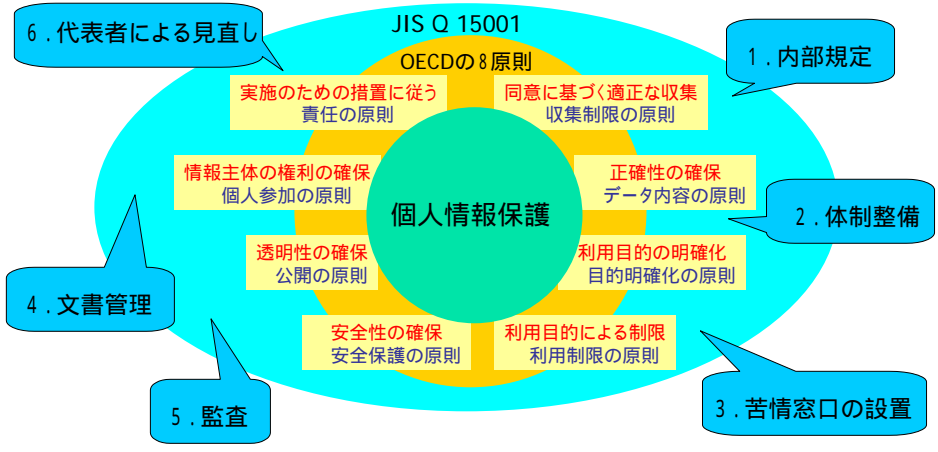 JIS Q 15001
OECDの8原則
6．代表者による見直し
1．内部規定
実施のための措置に従う
責任の原則
同意に基づく適正な収集
収集制限の原則
情報主体の権利の確保
個人参加の原則
正確性の確保
データ内容の原則
個人情報保護
2．体制整備
透明性の確保
公開の原則
利用目的の明確化
目的明確化の原則
4．文書管理
安全性の確保
安全保護の原則
利用目的による制限
利用制限の原則
5．監査
3．苦情窓口の設置